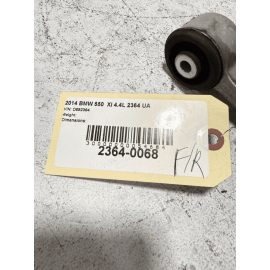 2014 BMW 550 XI 4.4L 2364 UA
VIN: D992364
Weight:
Dimensions:
2364-0068
F/R